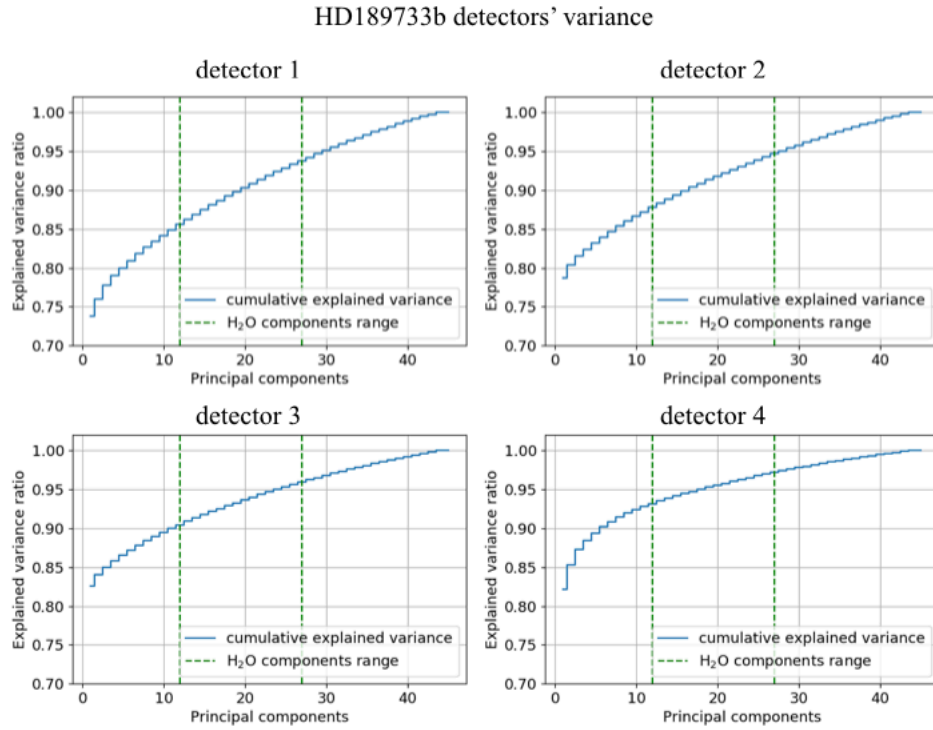 HD189733b detectors’ variance
detector 1
1.00
0.95
0.90
0.85
0.80
0.75
0.70
Explained variance ratio
cumulative explained variance
H₂O components range
0 10 20 30 40
Principal components
detector 2
1.00
0.95
0.90
0.85
0.80
0.75
0.70
Explained variance ratio
cumulative explained variance
H₂O components range
0 10 20 30 40
Principal components
detector 3
1.00
0.95
0.90
0.85
0.80
0.75
0.70
Explained variance ratio
cumulative explained variance
H₂O components range
0 10 20 30 40
Principal components
detector 4
1.00
0.95
0.90
0.85
0.80
0.75
0.70
Explained variance ratio
cumulative explained variance
H₂O components range
0 10 20 30 40
Principal components